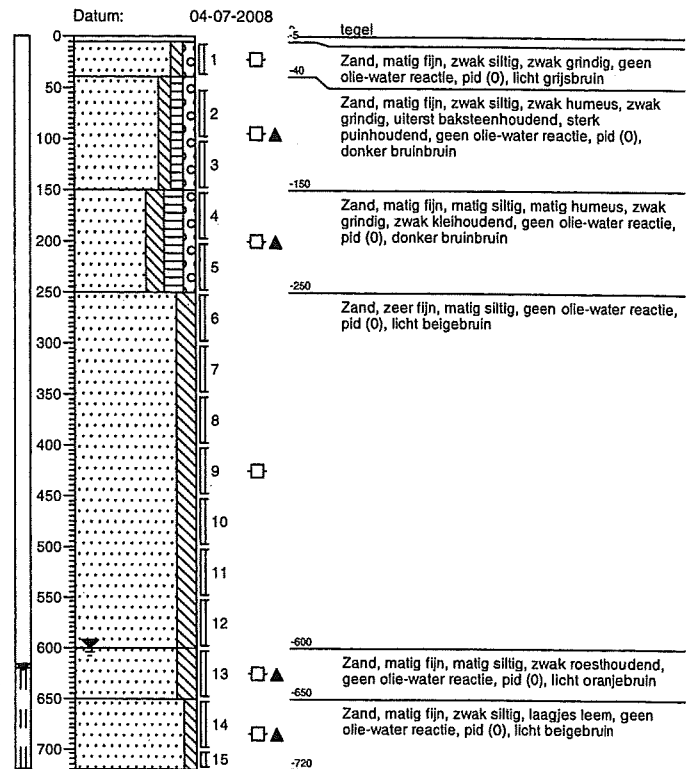 Datum: 04-07-2008
0
50
100
150
200
250
300
350
400
450
500
550
600
650
700
1
2
3
4
5
6
7
8
9
10
11
12
13
14
15
tegel
-5
Zand, matig fijn, zwak siltig, zwak grindig, geen
olie-water reactie, pid (0), licht grijsbruin
-40
Zand, matig fijn, zwak siltig, zwak humeus, zwak
grindig, uiterst baksteenhoudend, sterk
puinhoudend, geen olie-water reactie, pid (0),
donker bruinbruin
-150
Zand, matig fijn, matig siltig, matig humeus, zwak
grindig, zwak kleihoudend, geen olie-water reactie,
pid (0), donker bruinbruin
-250
Zand, zeer fijn, matig siltig, geen olie-water reactie,
pid (0), licht beigebruin
-600
Zand, matig fijn, matig siltig, zwak roesthoudend,
geen olie-water reactie, pid (0), licht oranjebruin
-650
Zand, matig fijn, zwak siltig, laagjes leem, geen
olie-water reactie, pid (0), licht beigebruin
-720